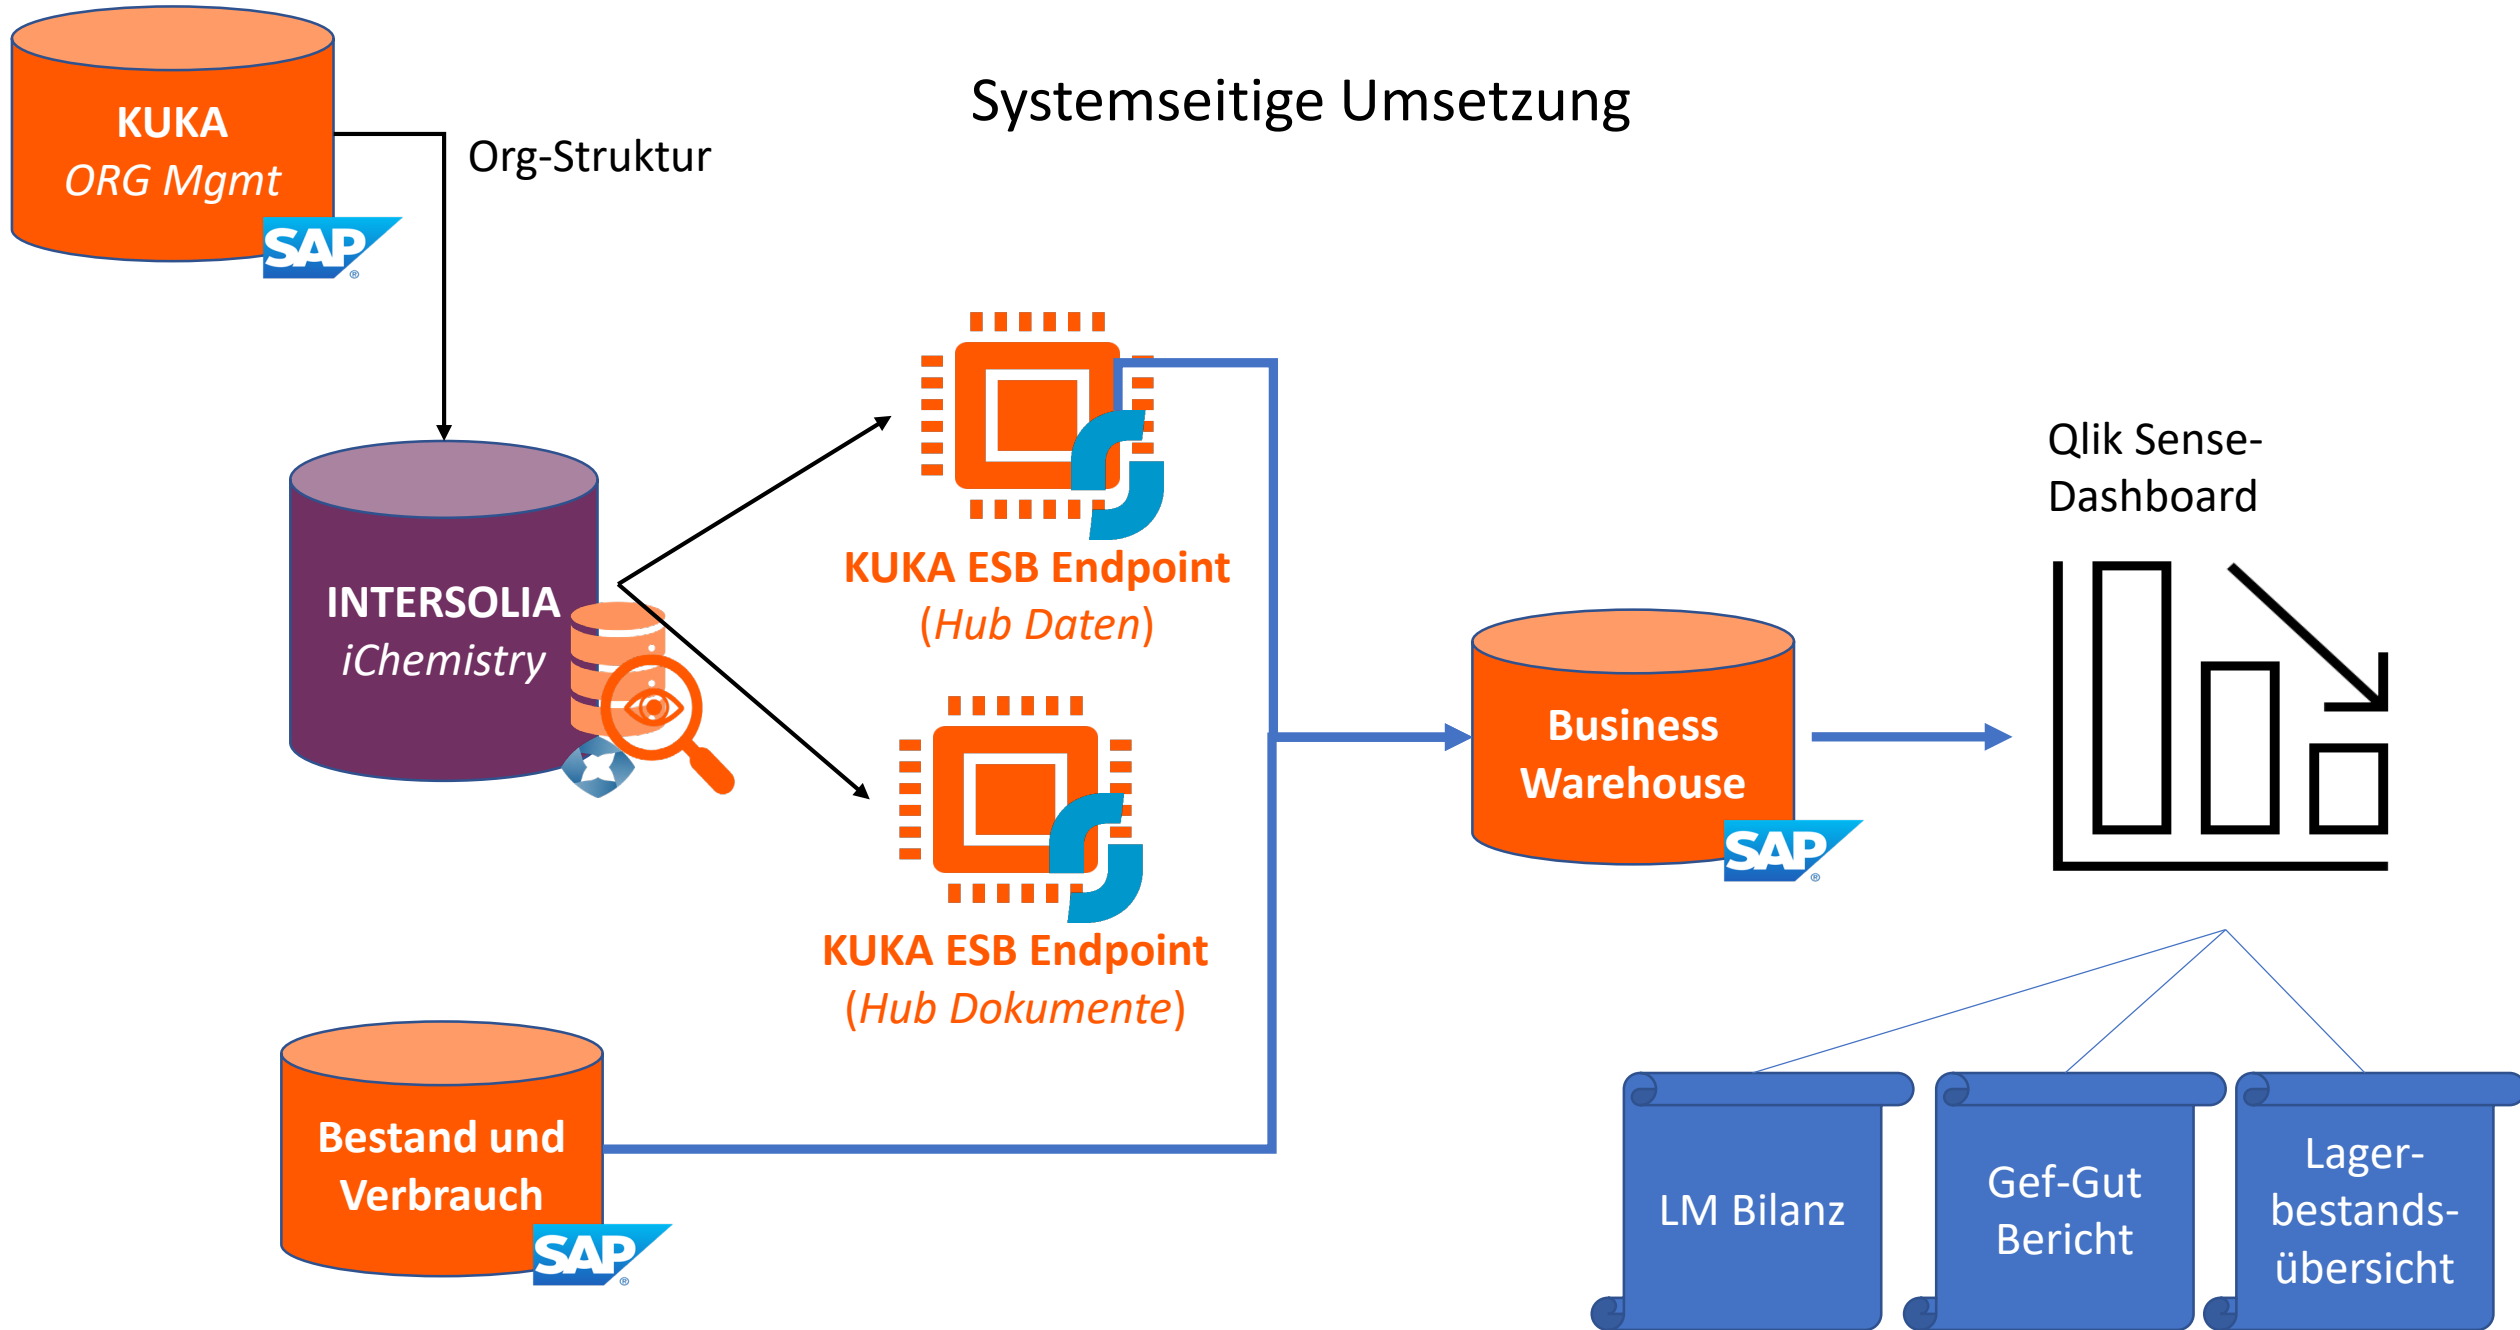 Systemseitige Umsetzung
KUKA
ORG Mgmt
SAP
®
Org-Struktur
INTERSOLIA
iChemistry
KUKA ESB Endpoint
(Hub Daten)
KUKA ESB Endpoint
(Hub Dokumente)
Bestand und
Verbrauch
SAP
®
Business
Warehouse
SAP
®
Qlik Sense-
Dashboard
LM Bilanz
Gef-Gut
Bericht
Lager-
bestands-
übersicht